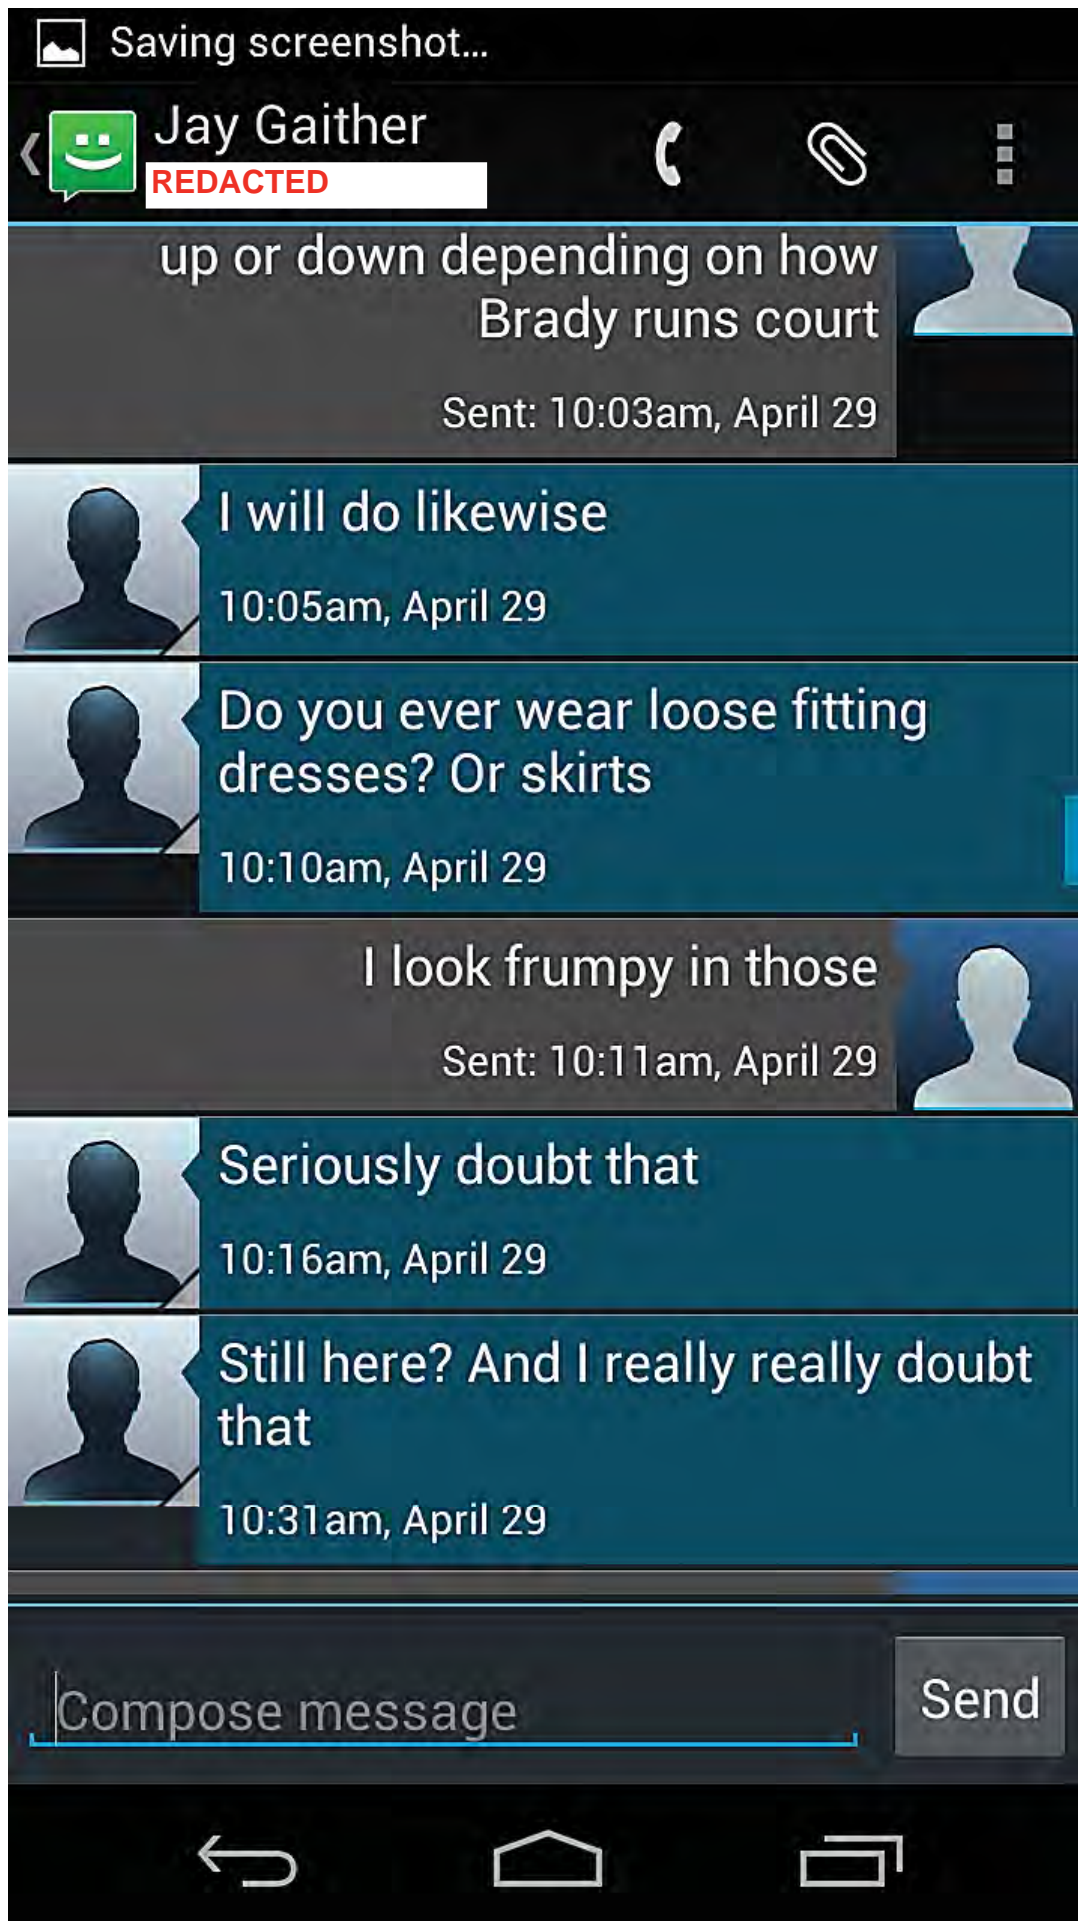 Saving screenshot...
Jay Gaither
REDACTED
up or down depending on how
Brady runs court
Sent: 10:03am, April 29
I will do likewise
10:05am, April 29
Do you ever wear loose fitting
dresses? Or skirts
10:10am, April 29
I look frumpy in those
Sent: 10:11am, April 29
Seriously doubt that
10:16am, April 29
Still here? And I really really doubt
that
10:31am, April 29
Compose message
Send